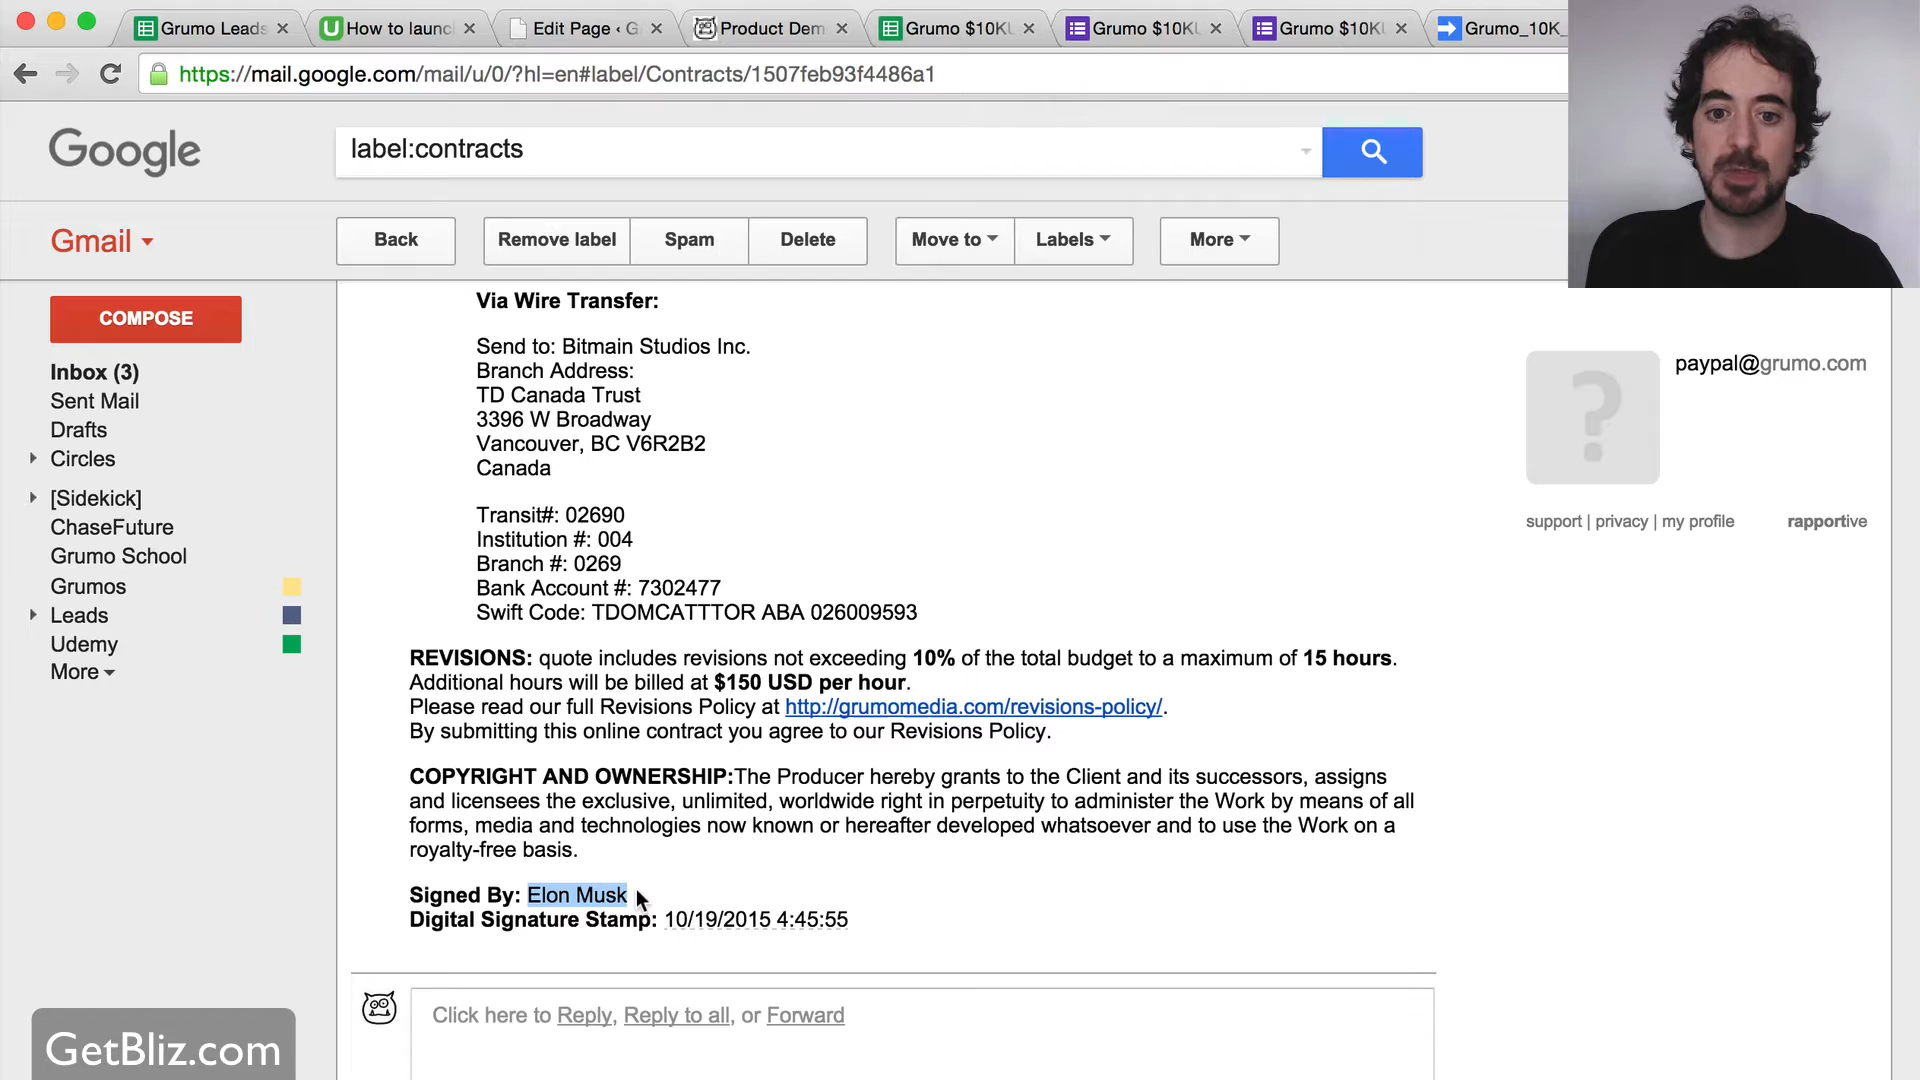 Grumo Leads
How to launc
Edit Page ‹ G
Product Dem
Grumo $10KU
Grumo $10K
Grumo $10K
Grumo_10K_
https://mail.google.com/mail/u/0/?hl=en#label/Contracts/1507feb93f4486a1
Google
label:contracts
Gmail
Back
Remove label
Spam
Delete
Move to
Labels
More
COMPOSE
Inbox (3)
Sent Mail
Drafts
Circles
[Sidekick]
ChaseFuture
Grumo School
Grumos
Leads
Udemy
More
Via Wire Transfer:
Send to: Bitmain Studios Inc.
Branch Address:
TD Canada Trust
3396 W Broadway
Vancouver, BC V6R2B2
Canada
Transit#: 02690
Institution #: 004
Branch #: 0269
Bank Account #: 7302477
Swift Code: TDOMCATTTOR ABA 026009593
REVISIONS: quote includes revisions not exceeding 10% of the total budget to a maximum of 15 hours.
Additional hours will be billed at $150 USD per hour.
Please read our full Revisions Policy at http://grumomedia.com/revisions-policy/.
By submitting this online contract you agree to our Revisions Policy.
COPYRIGHT AND OWNERSHIP:The Producer hereby grants to the Client and its successors, assigns
and licensees the exclusive, unlimited, worldwide right in perpetuity to administer the Work by means of all
forms, media and technologies now known or hereafter developed whatsoever and to use the Work on a
royalty-free basis.
Signed By: Elon Musk
Digital Signature Stamp: 10/19/2015 4:45:55
Click here to Reply, Reply to all, or Forward
paypal@grumo.com
support | privacy | my profile
rapportive
GetBliz.com